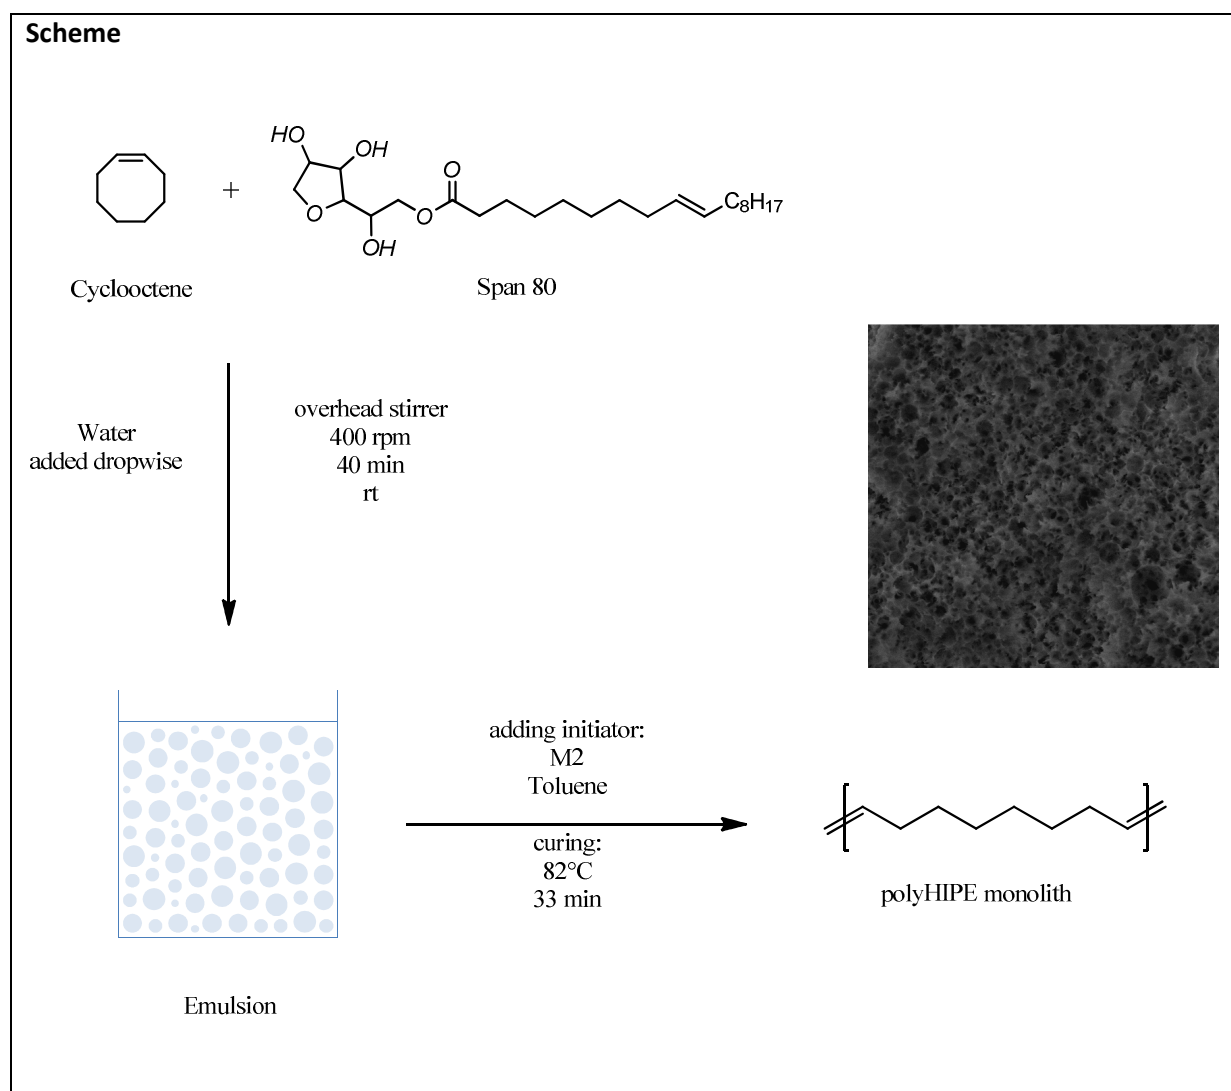 Scheme
HO
OH
O
O
O
OH
C8H17
+
Cyclooctene
Span 80
Water
added dropwise
overhead stirrer
400 rpm
40 min
rt
adding initiator:
M2
Toluene
curing:
82°C
33 min
polyHIPE monolith
Emulsion